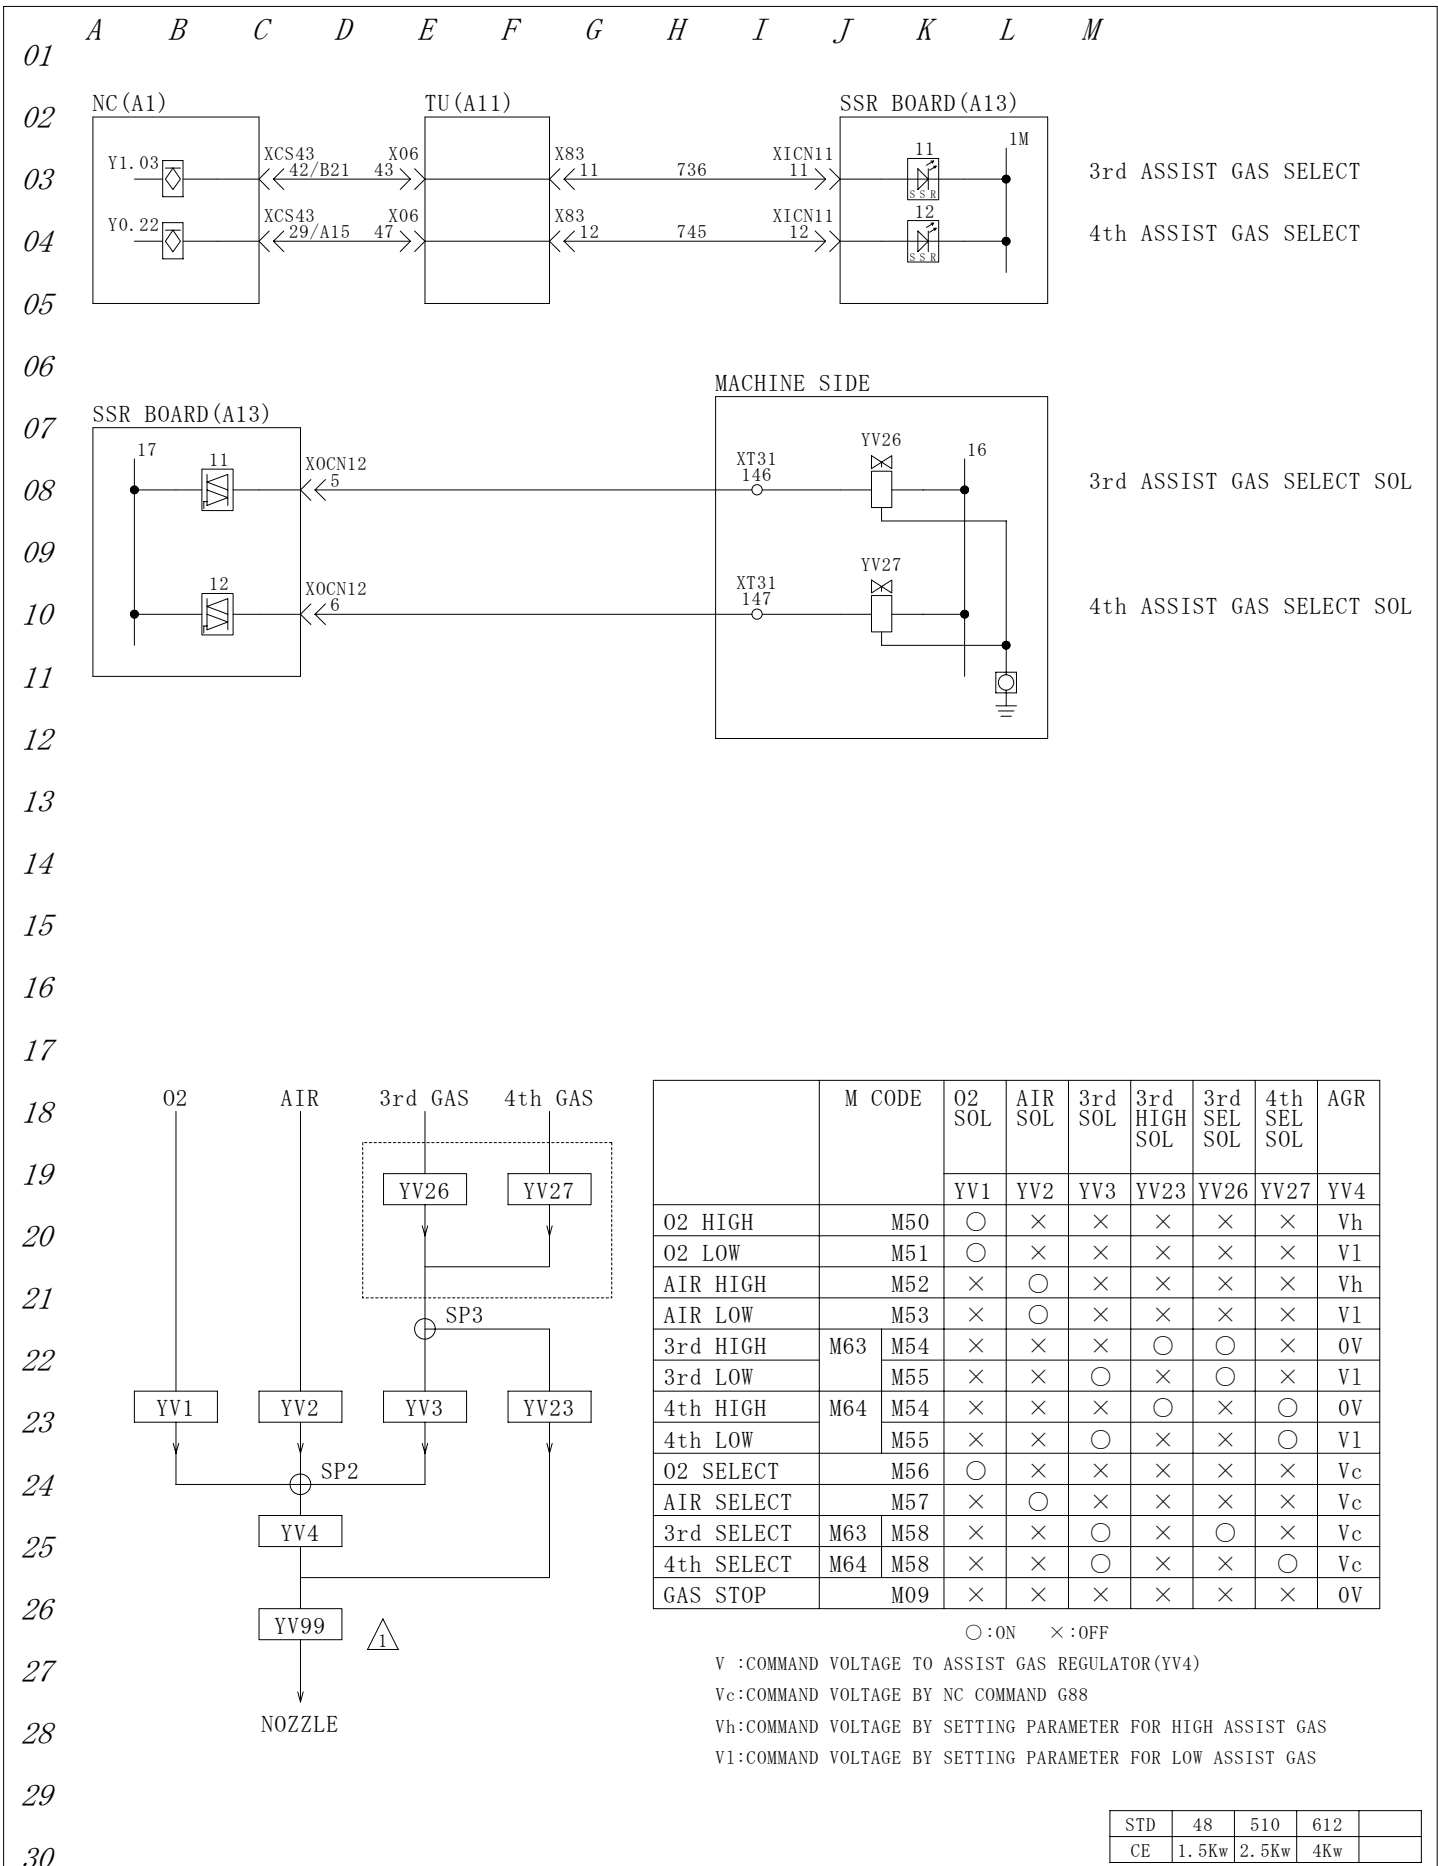 A B C D E F G H I J K L M
01
02
03
04
05
06
07
08
09
10
11
12
13
14
15
16
17
18
19
20
21
22
23
24
25
26
27
28
29
30
NC(A1) TU(A11) SSR BOARD(A13)
1M
Y1.03 XCS43 42/B21 X06 43 X83 11 736 XICN11 11 11 SSR 3rd ASSIST GAS SELECT
Y0.22 XCS43 29/A15 X06 47 X83 12 745 XICN11 12 12 SSR 4th ASSIST GAS SELECT
MACHINE SIDE
SSR BOARD(A13)
17 11 XOCN12 5 XT31 146 YV26 16 3rd ASSIST GAS SELECT SOL
12 XOCN12 6 XT31 147 YV27 4th ASSIST GAS SELECT SOL
O2 AIR 3rd GAS 4th GAS
YV26 YV27
SP3
YV1 YV2 YV3 YV23
SP2
YV4
YV99 1
NOZZLE
M CODE O2 SOL AIR SOL 3rd SOL 3rd HIGH SOL 3rd SEL SOL 4th SEL SOL AGR
YV1 YV2 YV3 YV23 YV26 YV27 YV4
O2 HIGH M50 ○ × × × × × Vh
O2 LOW M51 ○ × × × × × Vl
AIR HIGH M52 × ○ × × × × Vh
AIR LOW M53 × ○ × × × × Vl
3rd HIGH M63 M54 × × × ○ ○ × 0V
3rd LOW M55 × × ○ × ○ × Vl
4th HIGH M64 M54 × × × ○ × ○ 0V
4th LOW M55 × × ○ × × ○ Vl
O2 SELECT M56 ○ × × × × × Vc
AIR SELECT M57 × ○ × × × × Vc
3rd SELECT M63 M58 × × ○ × ○ × Vc
4th SELECT M64 M58 × × ○ × × ○ Vc
GAS STOP M09 × × × × × × 0V
○:ON ×:OFF
V :COMMAND VOLTAGE TO ASSIST GAS REGULATOR(YV4)
Vc:COMMAND VOLTAGE BY NC COMMAND G88
Vh:COMMAND VOLTAGE BY SETTING PARAMETER FOR HIGH ASSIST GAS
Vl:COMMAND VOLTAGE BY SETTING PARAMETER FOR LOW ASSIST GAS
STD 48 510 612
CE 1.5Kw 2.5Kw 4Kw